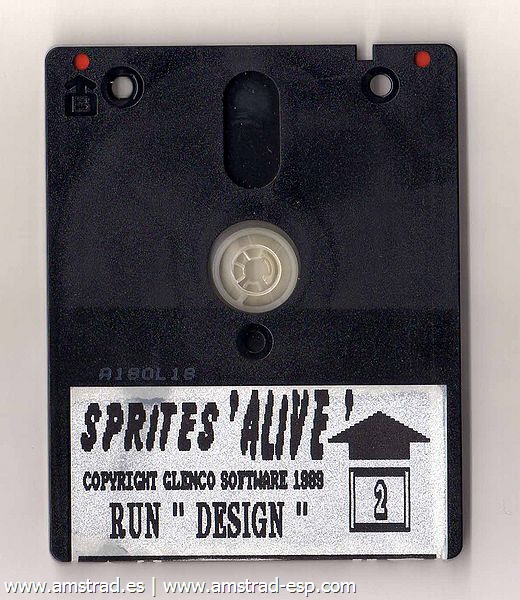 B
A180L18
SPRITES 'ALIVE'
COPYRIGHT GLENCO SOFTWARE 1989
RUN " DESIGN "
2
www.amstrad.es | www.amstrad-esp.com